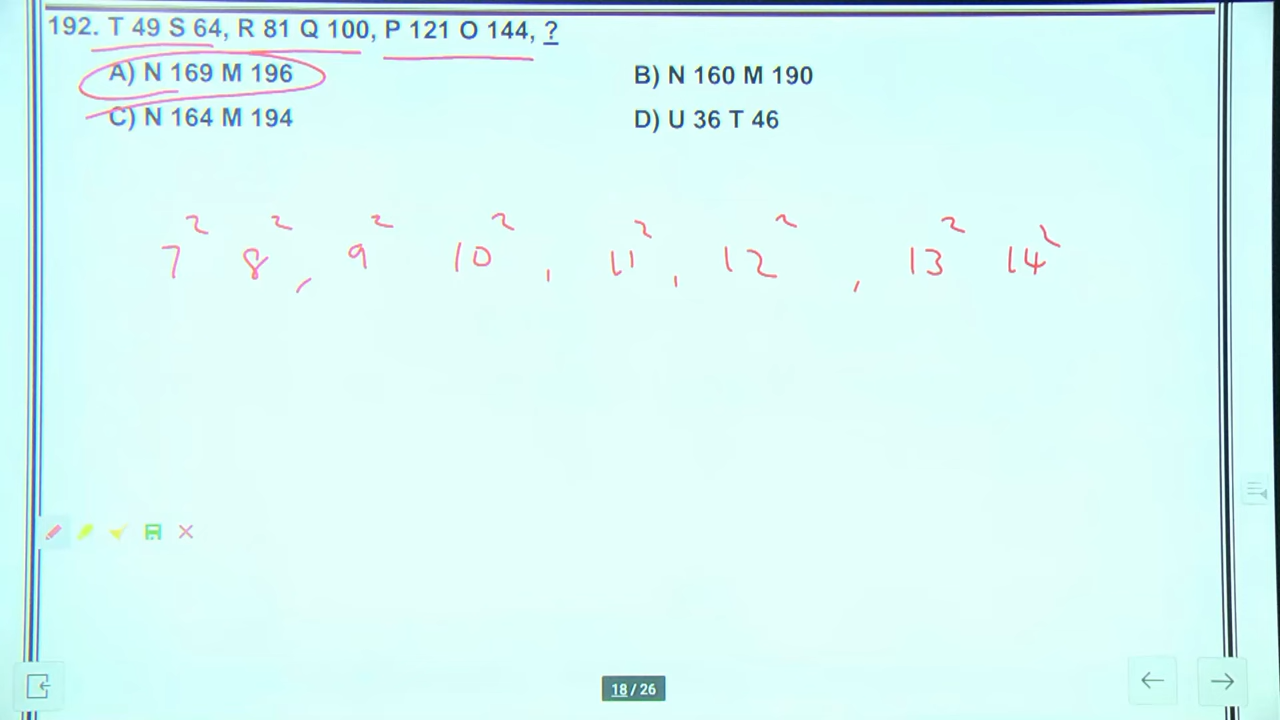 192. T 49 S 64, R 81 Q 100, P 121 O 144, ?
A) N 169 M 196
B) N 160 M 190
C) N 164 M 194
D) U 36 T 46
7² 8² , 9² 10² , 11² , 12² , 13² 14²
18 / 26